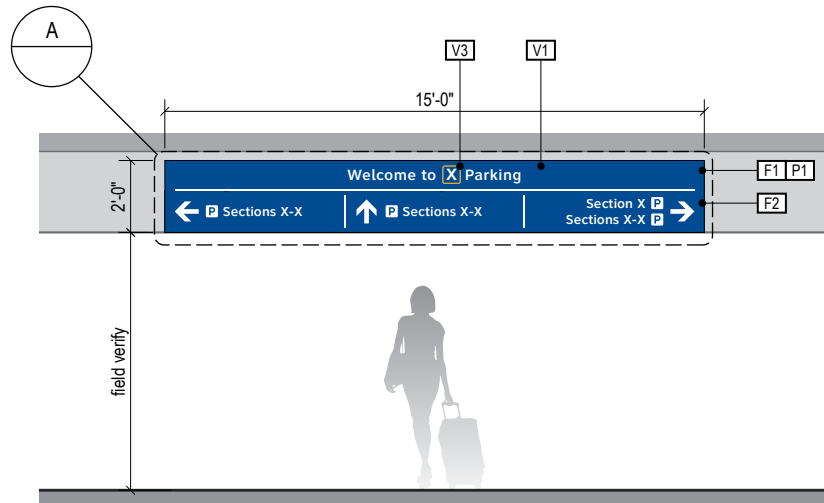 A
V3
V1
15'-0"
Welcome to X Parking
F1 P1
2'-0"
P Sections X-X
P Sections X-X
Section X P
Sections X-X P
F2
field verify